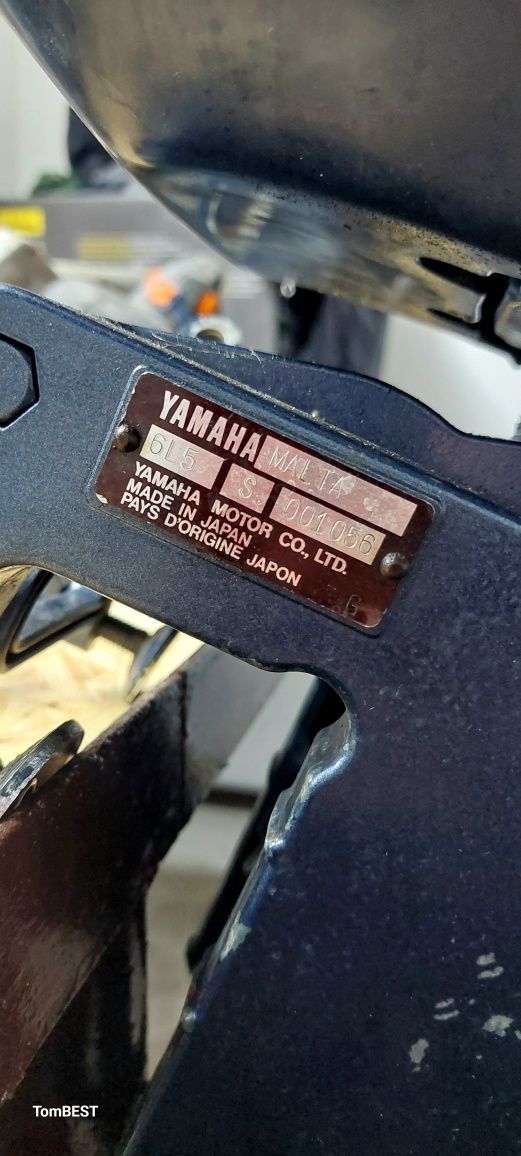 YAMAHA MALTA
6L5 S 001056
YAMAHA MOTOR CO., LTD.
MADE IN JAPAN
PAYS D'ORIGINE JAPON
G
TomBEST